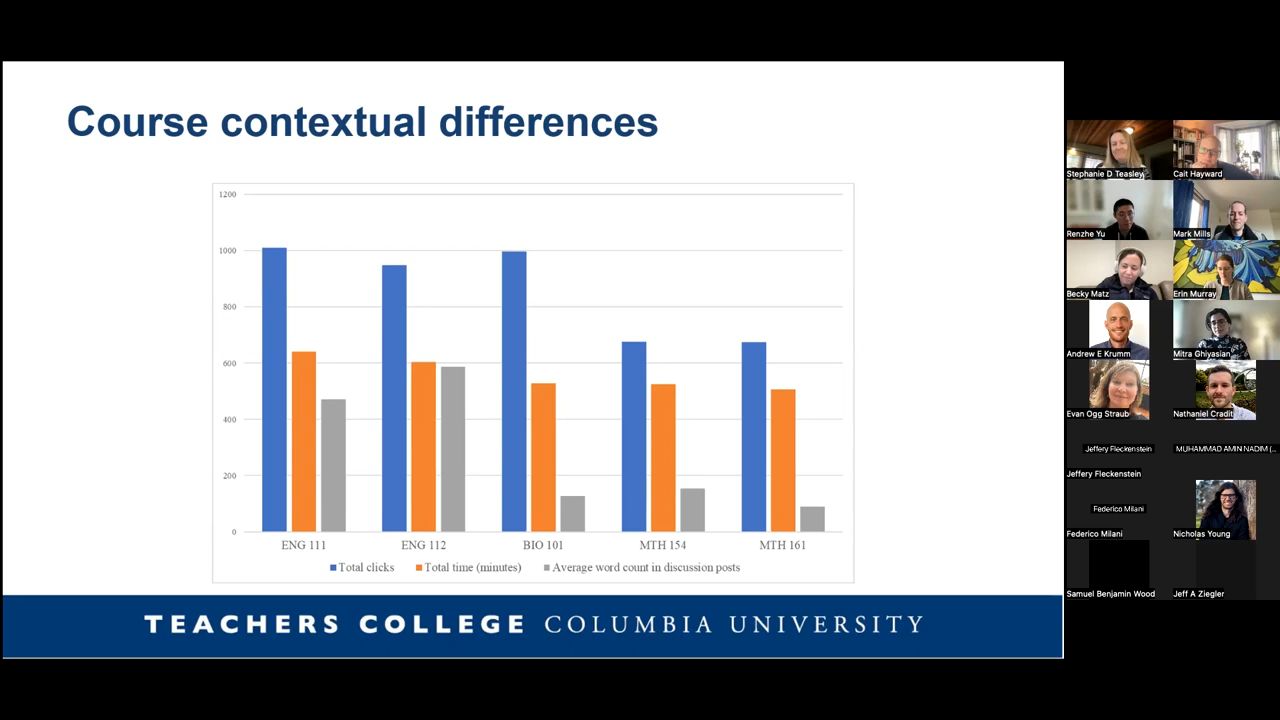 Course contextual differences
1200
1000
800
600
400
200
0
ENG 111
ENG 112
BIO 101
MTH 154
MTH 161
Total clicks
Total time (minutes)
Average word count in discussion posts
TEACHERS COLLEGE COLUMBIA UNIVERSITY
Stephanie D Teasley
Cait Hayward
Renzhe Yu
Mark Mills
Becky Matz
Erin Murray
Andrew E Krumm
Mitra Ghiyasian
Evan Ogg Straub
Nathaniel Cradit
Jeffery Fleckenstein
MUHAMMAD AMIN NADIM (...
Jeffery Fleckenstein
Federico Milani
Federico Milani
Nicholas Young
Samuel Benjamin Wood
Jeff A Ziegler